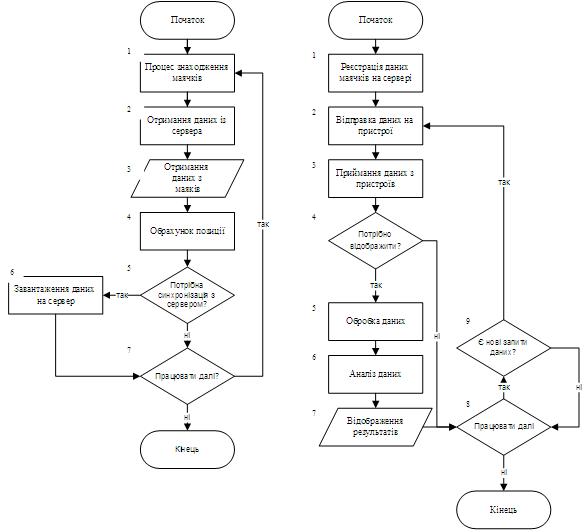 Початок
1
Процес знаходження
маячків
2
Отримання даних із
сервера
3
Отримання
даних з
маяків
4
Обрахунок позиції
5
Потрібна
синхронізація з
сервером?
так
6
Завантаження даних
на сервер
ні
7
Працювати далі?
так
ні
Кінець
Початок
1
Реєстрація даних
маячків на сервері
2
Відправка даних на
пристрої
3
Приймання даних з
пристроїв
4
Потрібно
відображити?
так
ні
5
Обробка даних
6
Аналіз даних
7
Відображення
результатів
8
Працювати далі
так
ні
9
Є нові запити
даних?
так
ні
Кінець